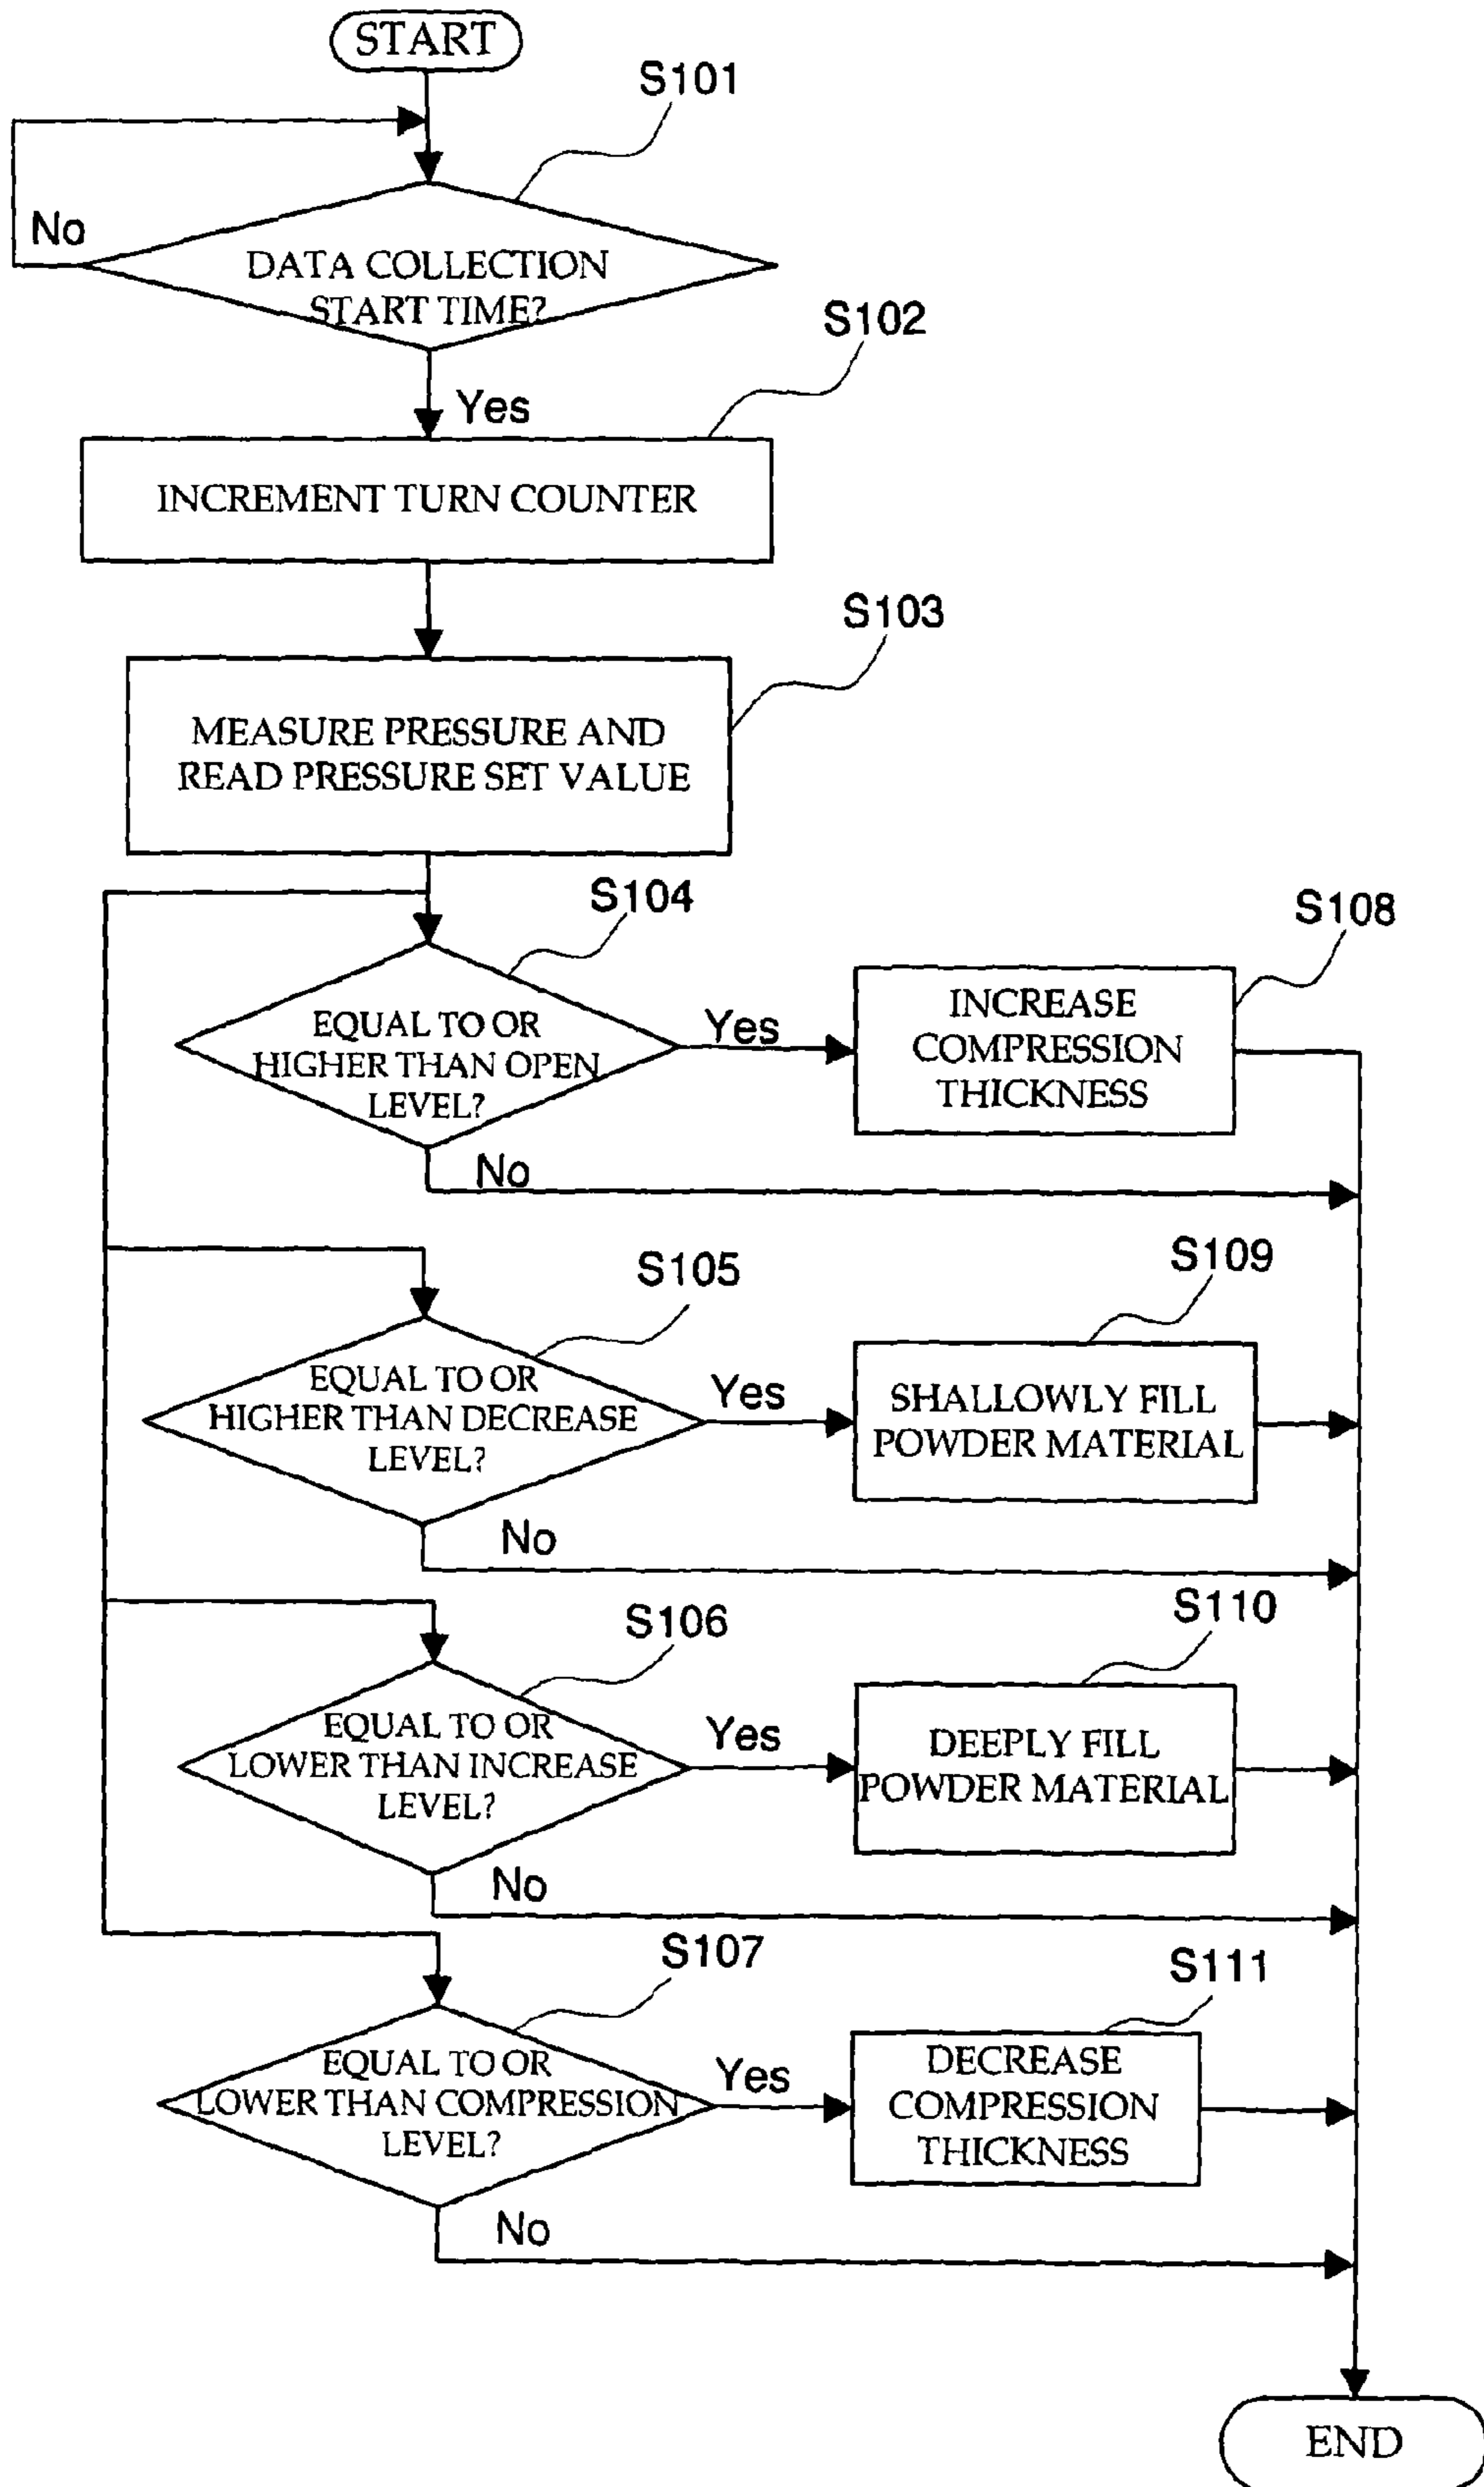 START
S101
No
DATA COLLECTION
START TIME?
S102
Yes
INCREMENT TURN COUNTER
S103
MEASURE PRESSURE AND
READ PRESSURE SET VALUE
S104
S108
EQUAL TO OR
HIGHER THAN OPEN
LEVEL?
Yes
INCREASE
COMPRESSION
THICKNESS
No
S105
S109
EQUAL TO OR
HIGHER THAN DECREASE
LEVEL?
Yes
SHALLOWLY FILL
POWDER MATERIAL
No
S106
S110
EQUAL TO OR
LOWER THAN INCREASE
LEVEL?
Yes
DEEPLY FILL
POWDER MATERIAL
No
S107
S111
EQUAL TO OR
LOWER THAN COMPRESSION
LEVEL?
Yes
DECREASE
COMPRESSION
THICKNESS
No
END